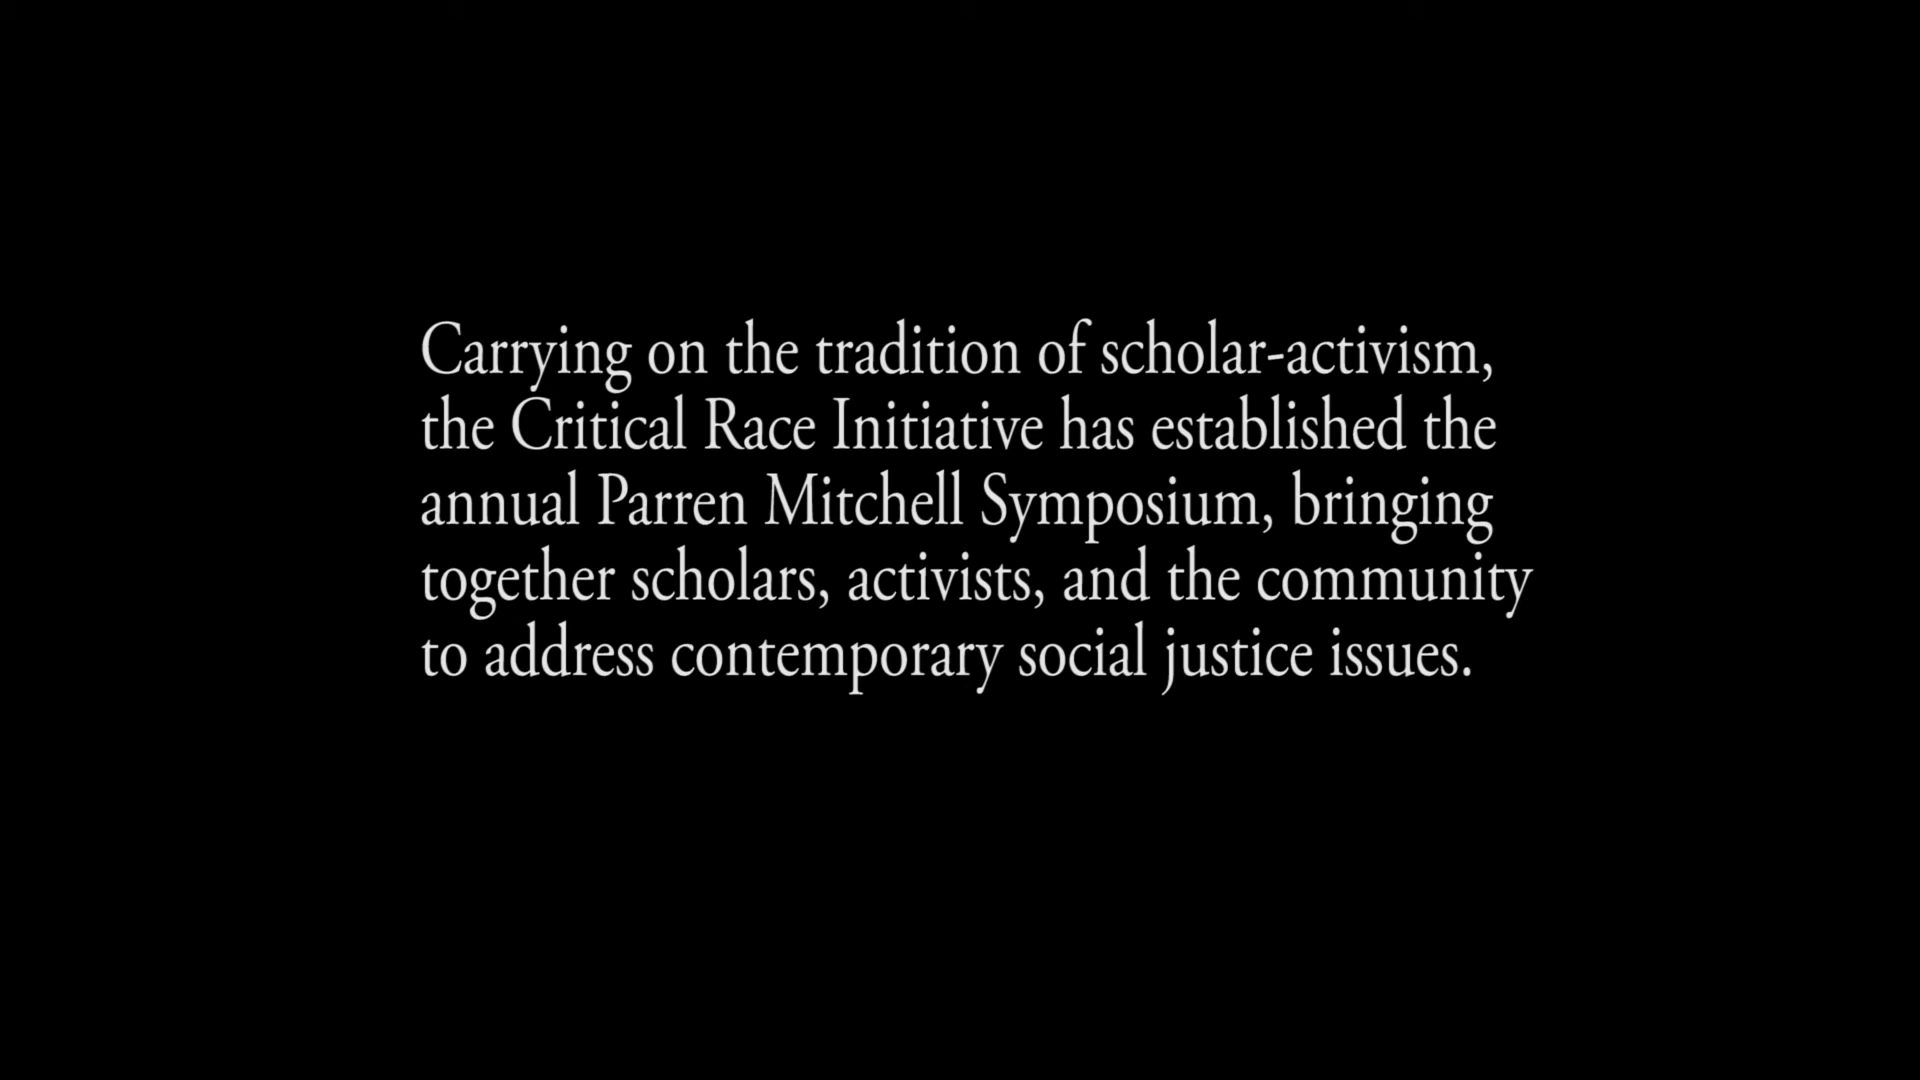 Carrying on the tradition of scholar-activism,
the Critical Race Initiative has established the
annual Parren Mitchell Symposium, bringing
together scholars, activists, and the community
to address contemporary social justice issues.